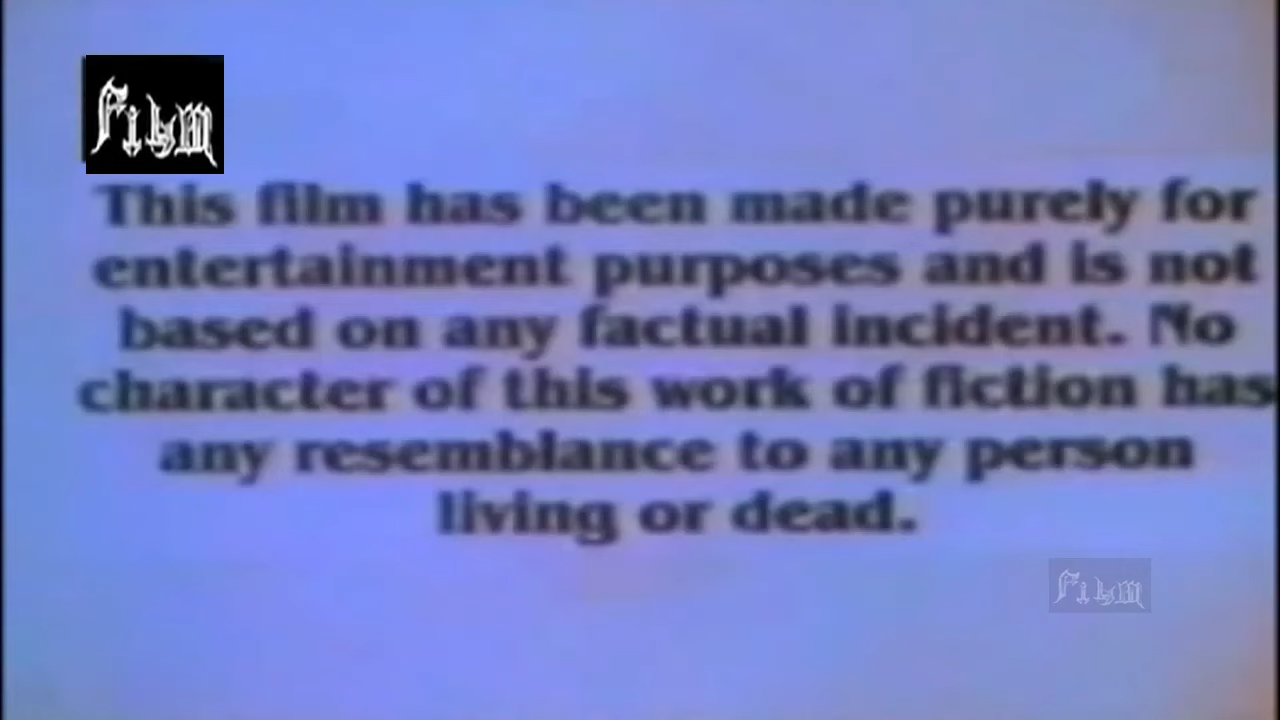 Film
This film has been made purely for
entertainment purposes and is not
based on any factual incident. No
character of this work of fiction has
any resemblance to any person
living or dead.
Film